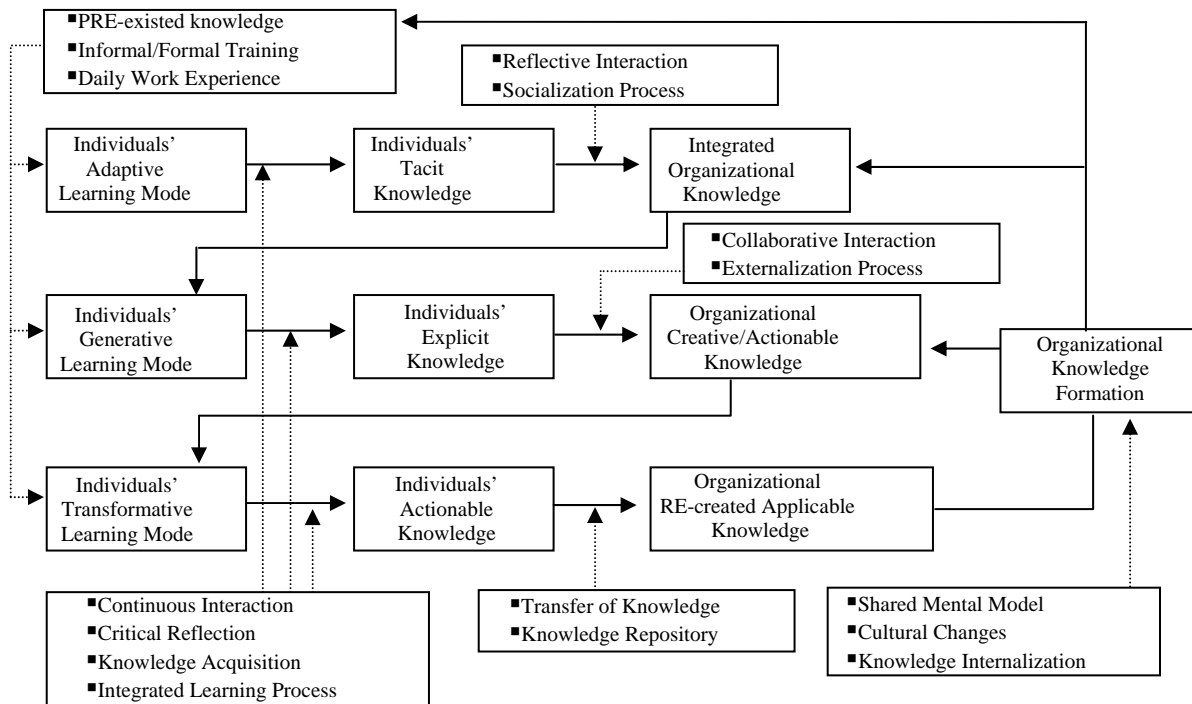 ▪PRE-existed knowledge
▪Informal/Formal Training
▪Daily Work Experience
▪Reflective Interaction
▪Socialization Process
Individuals’
Adaptive
Learning Mode
Individuals’
Tacit
Knowledge
Integrated
Organizational
Knowledge
▪Collaborative Interaction
▪Externalization Process
Individuals’
Generative
Learning Mode
Individuals’
Explicit
Knowledge
Organizational
Creative/Actionable
Knowledge
Organizational
Knowledge
Formation
Individuals’
Transformative
Learning Mode
Individuals’
Actionable
Knowledge
Organizational
RE-created Applicable
Knowledge
▪Continuous Interaction
▪Critical Reflection
▪Knowledge Acquisition
▪Integrated Learning Process
▪Transfer of Knowledge
▪Knowledge Repository
▪Shared Mental Model
▪Cultural Changes
▪Knowledge Internalization